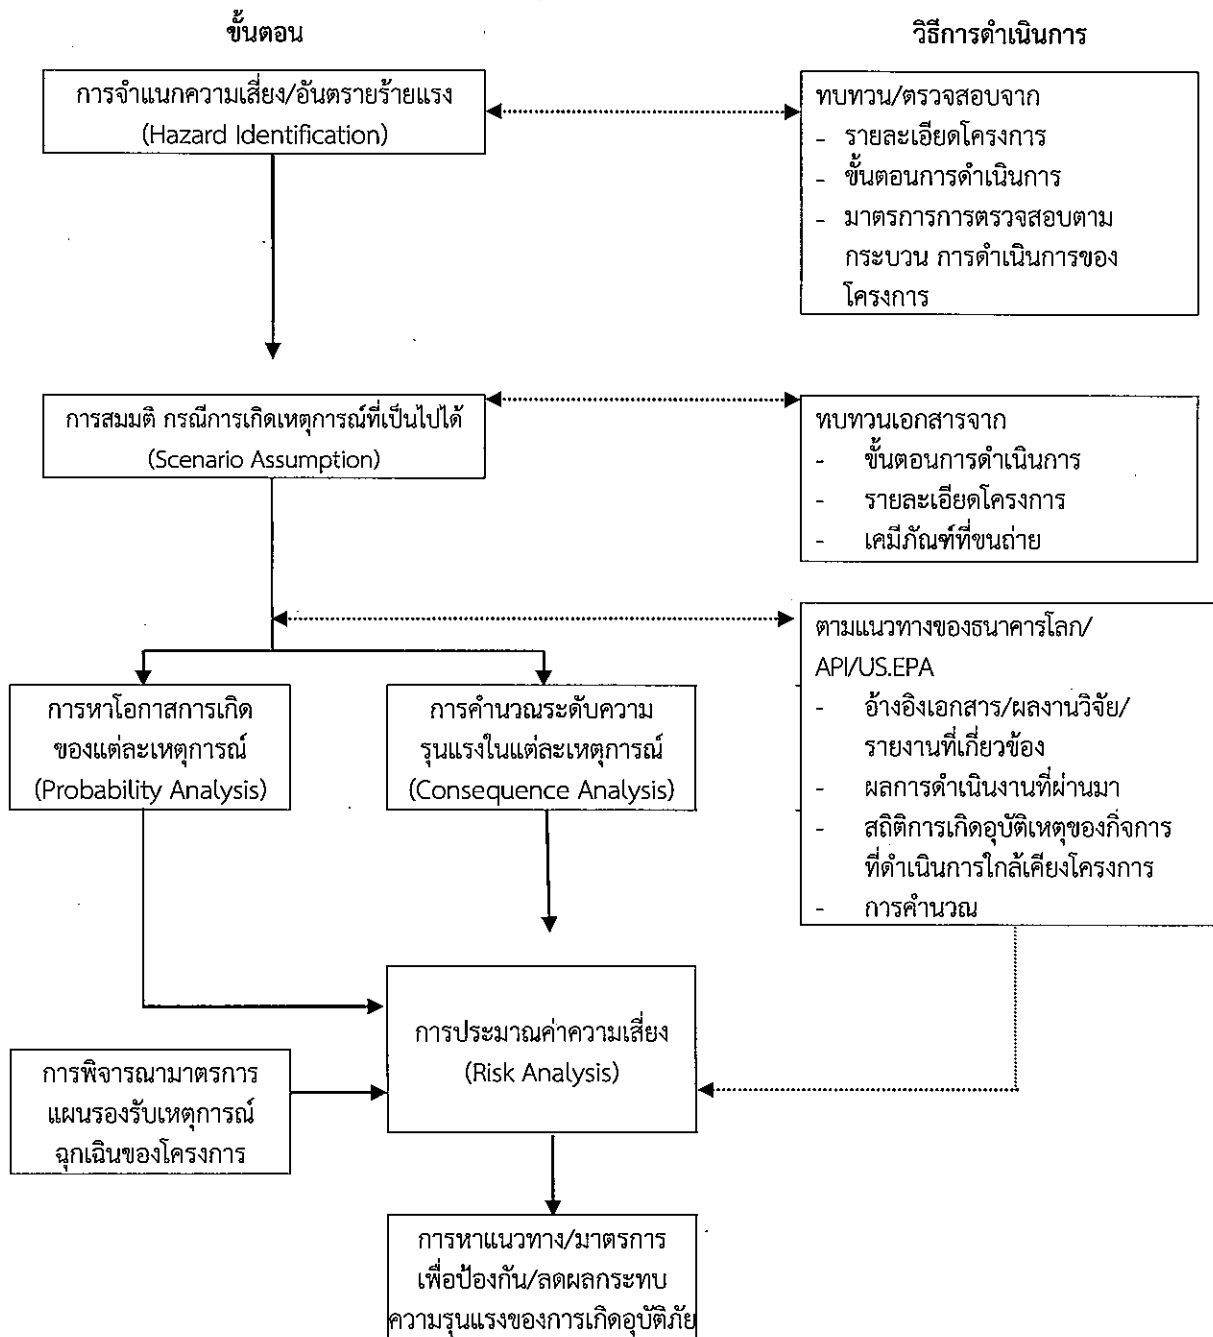 ขั้นตอน
วิธีการดำเนินการ
การจำแนกความเสี่ยง/อันตรายร้ายแรง
(Hazard Identification)
ทบทวน/ตรวจสอบจาก
- รายละเอียดโครงการ
- ขั้นตอนการดำเนินการ
- มาตรการการตรวจสอบตาม
กระบวน การดำเนินการของ
โครงการ
การสมมติ กรณีการเกิดเหตุการณ์ที่เป็นไปได้
(Scenario Assumption)
ทบทวนเอกสารจาก
- ขั้นตอนการดำเนินการ
- รายละเอียดโครงการ
- เคมีภัณฑ์ที่ขนถ่าย
ตามแนวทางของธนาคารโลก/
API/US.EPA
- อ้างอิงเอกสาร/ผลงานวิจัย/
รายงานที่เกี่ยวข้อง
- ผลการดำเนินงานที่ผ่านมา
- สถิติการเกิดอุบัติเหตุของกิจการ
ที่ดำเนินการใกล้เคียงโครงการ
- การคำนวณ
การหาโอกาสการเกิด
ของแต่ละเหตุการณ์
(Probability Analysis)
การคำนวณระดับความ
รุนแรงในแต่ละเหตุการณ์
(Consequence Analysis)
การประมาณค่าความเสี่ยง
(Risk Analysis)
การพิจารณามาตรการ
แผนรองรับเหตุการณ์
ฉุกเฉินของโครงการ
การหาแนวทาง/มาตรการ
เพื่อป้องกัน/ลดผลกระทบ
ความรุนแรงของการเกิดอุบัติภัย